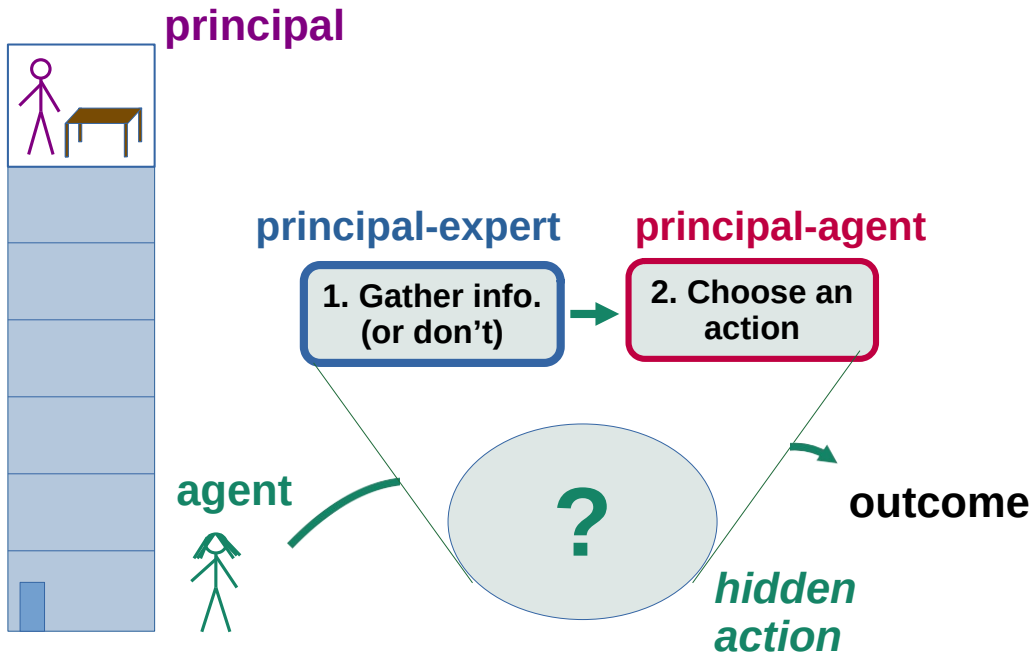 principal
principal-expert
principal-agent
1. Gather info.
(or don't)
2. Choose an
action
agent
?
outcome
hidden
action